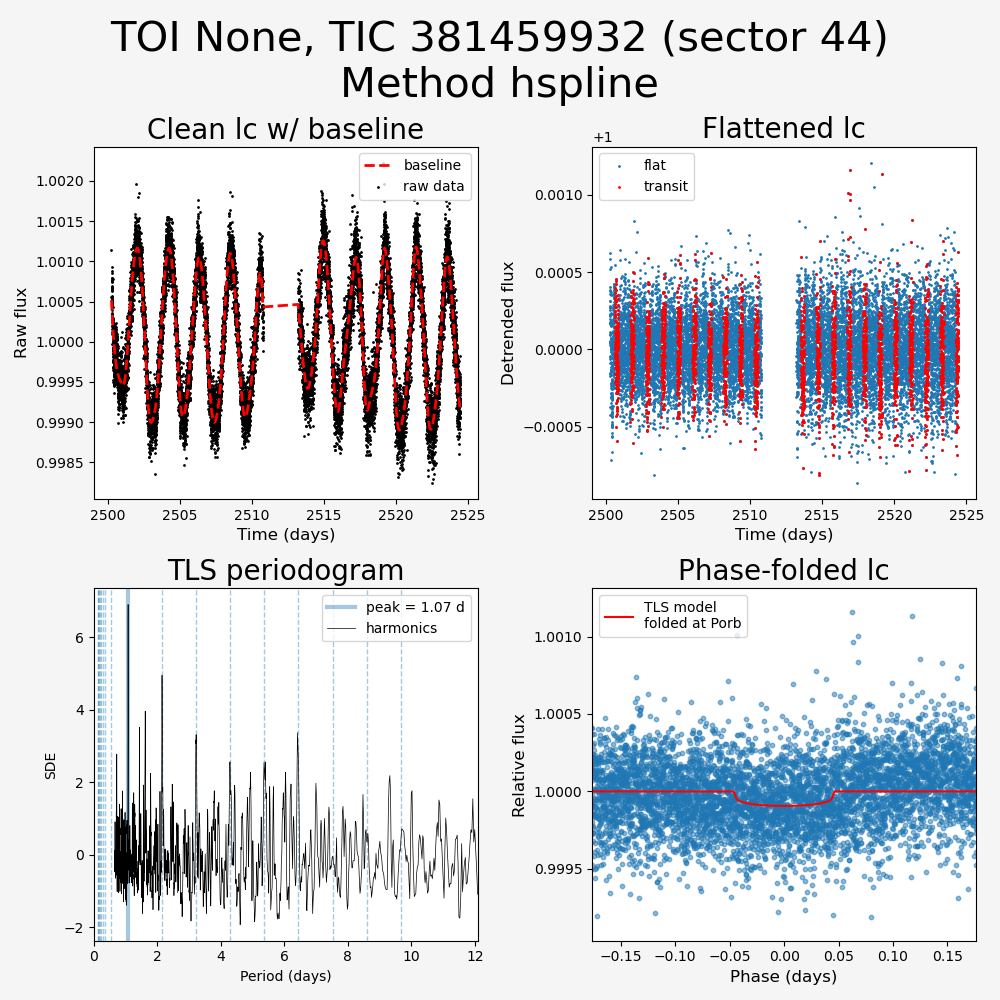 TOI None, TIC 381459932 (sector 44)
Method hspline
Clean lc w/ baseline
baseline
raw data
1.0020
1.0015
1.0010
1.0005
1.0000
0.9995
0.9990
0.9985
Raw flux
2500
2505
2510
2515
2520
2525
Time (days)
Flattened lc
+1
flat
transit
0.0010
0.0005
0.0000
−0.0005
Detrended flux
2500
2505
2510
2515
2520
2525
Time (days)
TLS periodogram
peak = 1.07 d
harmonics
6
4
2
0
−2
SDE
0
2
4
6
8
10
12
Period (days)
Phase-folded lc
TLS model
folded at Porb
1.0010
1.0005
1.0000
0.9995
Relative flux
−0.15
−0.10
−0.05
0.00
0.05
0.10
0.15
Phase (days)